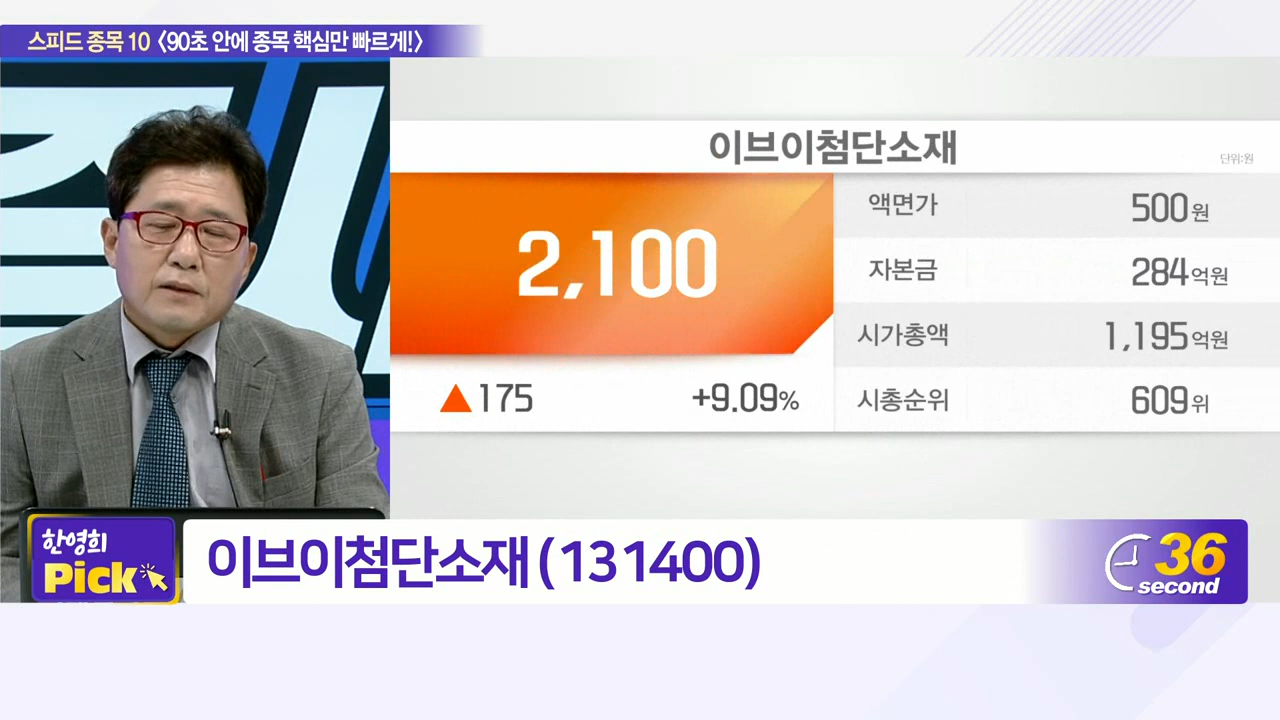 스피드 종목 10 〈90초 안에 종목 핵심만 빠르게!〉
이브이첨단소재
단위:원
2,100
▲175 +9.09%
액면가 500원
자본금 284억원
시가총액 1,195억원
시총순위 609위
한영희
Pick
이브이첨단소재 (131400)
36
second